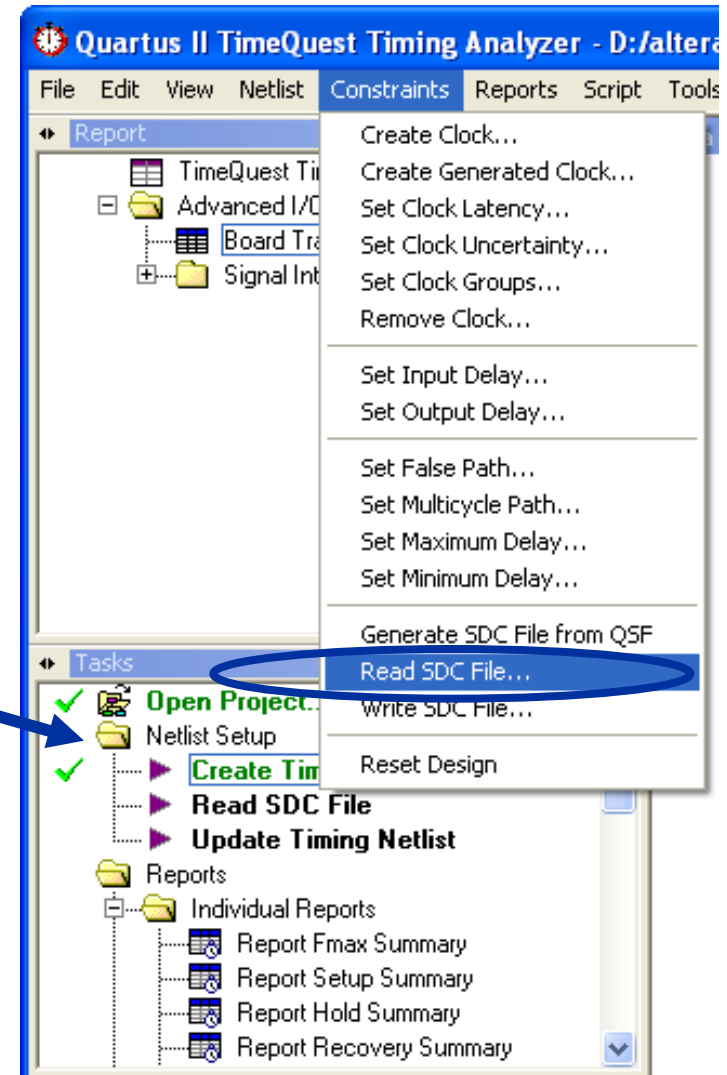 Quartus II TimeQuest Timing Analyzer - D:/altera
File Edit View Netlist Constraints Reports Script Tools
Report
TimeQuest Ti
Advanced I/O
Board Tra
Signal Int
Create Clock...
Create Generated Clock...
Set Clock Latency...
Set Clock Uncertainty...
Set Clock Groups...
Remove Clock...
Set Input Delay...
Set Output Delay...
Set False Path...
Set Multicycle Path...
Set Maximum Delay...
Set Minimum Delay...
Generate SDC File from QSF
Read SDC File...
Write SDC File...
Reset Design
Tasks
Open Project..
Netlist Setup
Create Tim
Read SDC File
Update Timing Netlist
Reports
Individual Reports
Report Fmax Summary
Report Setup Summary
Report Hold Summary
Report Recovery Summary